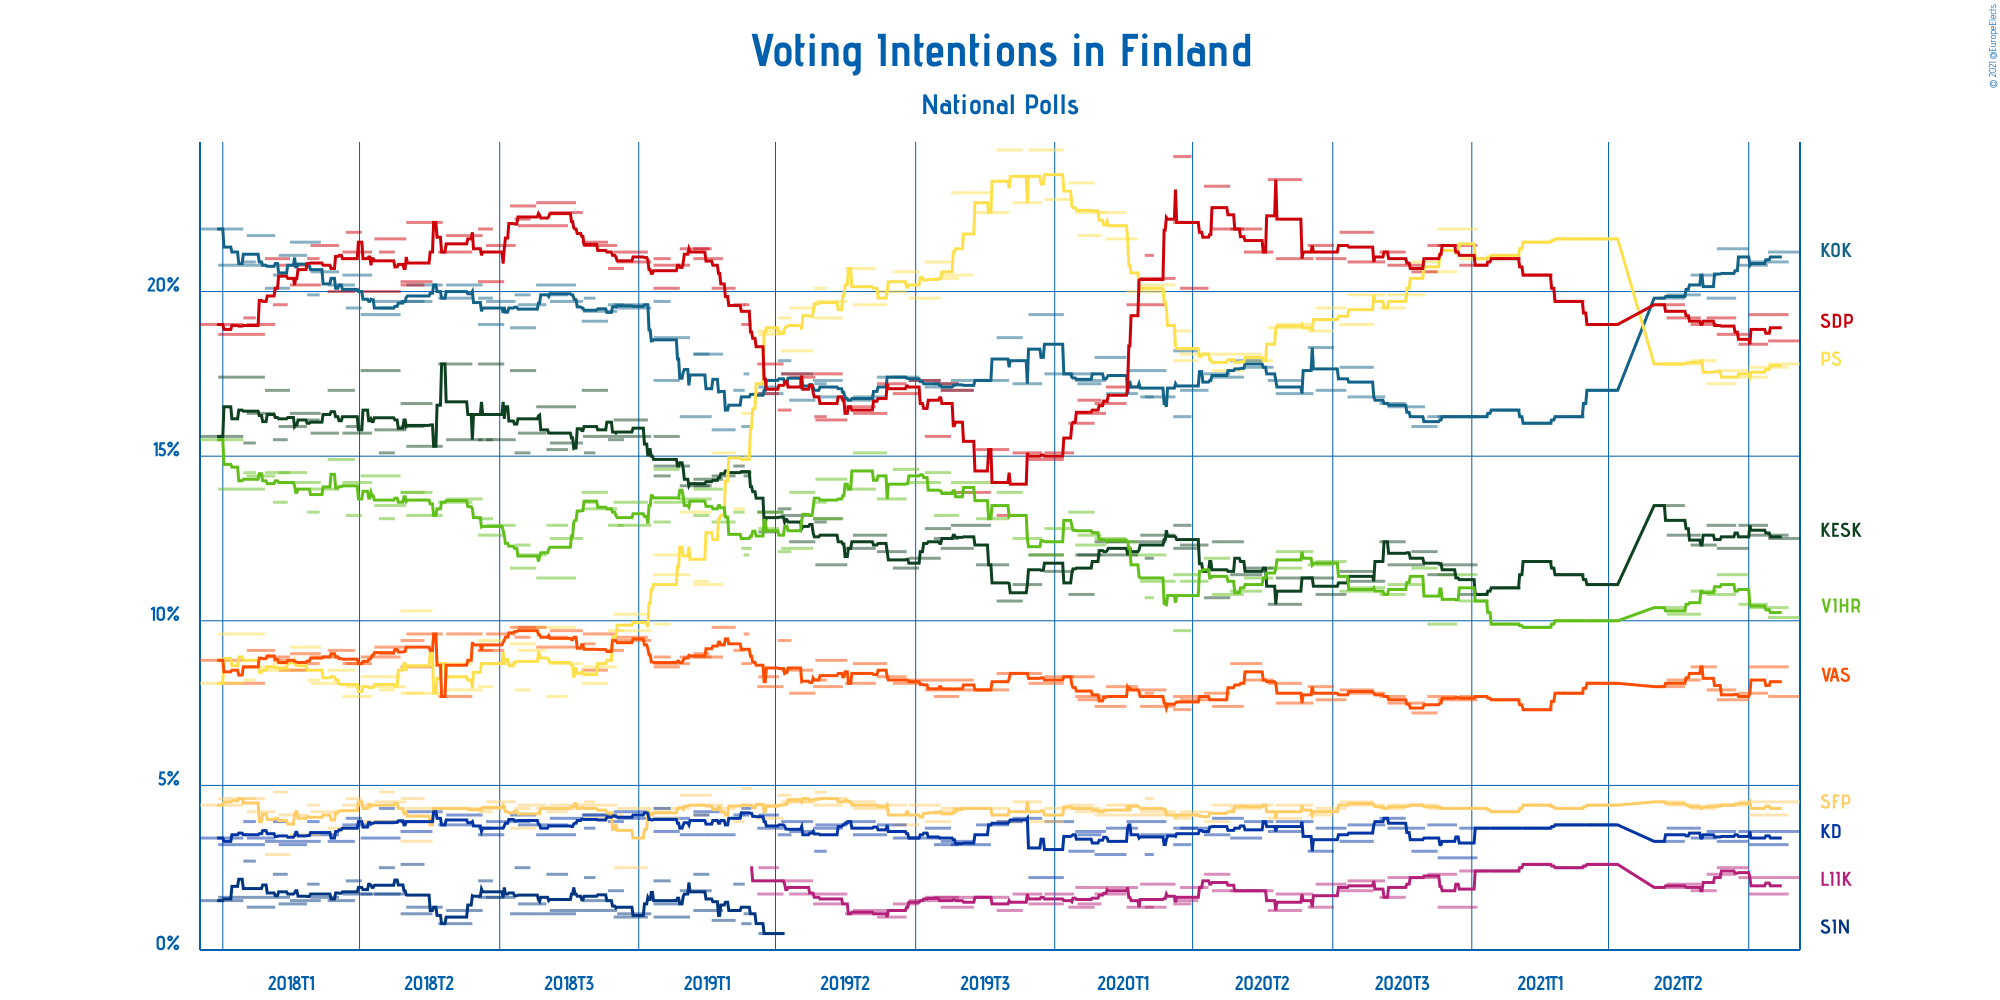 © 2021 @EuropeElects
Voting Intentions in Finland
National Polls
20%
15%
10%
5%
0%
KOK
SDP
PS
KESK
VIHR
VAS
SFP
KD
LIIK
SIN
2018T1 2018T2 2018T3 2019T1 2019T2 2019T3 2020T1 2020T2 2020T3 2021T1 2021T2